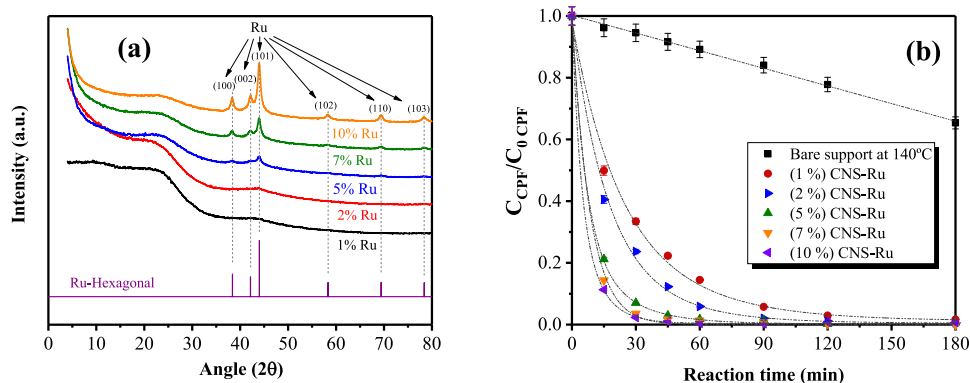 (a)
Ru
(100)
(002)
(101)
(102)
(110)
(103)
10% Ru
7% Ru
5% Ru
2% Ru
1% Ru
Ru-Hexagonal
Intensity (a.u.)
0 10 20 30 40 50 60 70 80
Angle (2θ)
(b)
C_CPF/C_0 CPF
1.0
0.8
0.6
0.4
0.2
0.0
Bare support at 140ºC
(1 %) CNS-Ru
(2 %) CNS-Ru
(5 %) CNS-Ru
(7 %) CNS-Ru
(10 %) CNS-Ru
0 30 60 90 120 150 180
Reaction time (min)